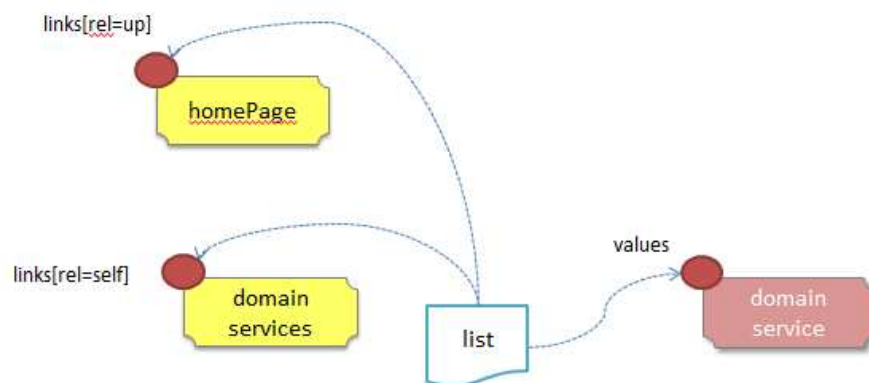 links[rel=up]
homePage
links[rel=self]
domain
services
list
values
domain
service